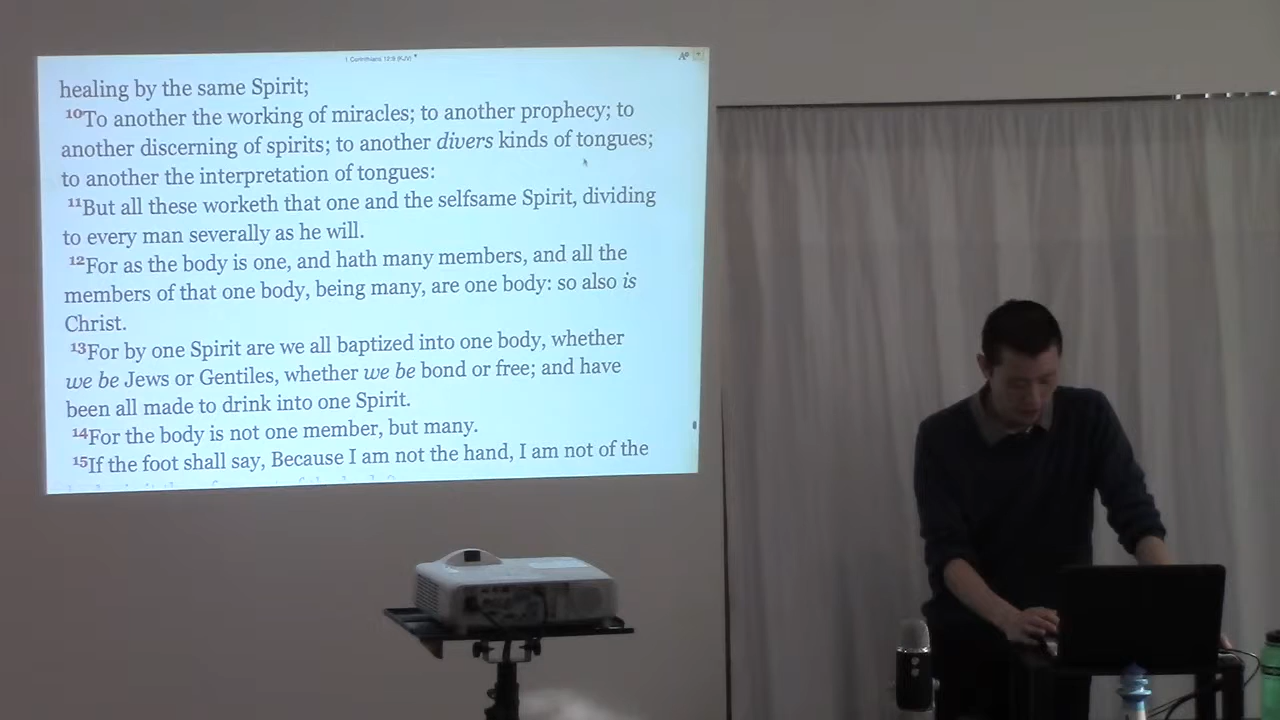 1 Corinthians 12:9 (KJV)
healing by the same Spirit;
10To another the working of miracles; to another prophecy; to
another discerning of spirits; to another divers kinds of tongues;
to another the interpretation of tongues:
11But all these worketh that one and the selfsame Spirit, dividing
to every man severally as he will.
12For as the body is one, and hath many members, and all the
members of that one body, being many, are one body: so also is
Christ.
13For by one Spirit are we all baptized into one body, whether
we be Jews or Gentiles, whether we be bond or free; and have
been all made to drink into one Spirit.
14For the body is not one member, but many.
15If the foot shall say, Because I am not the hand, I am not of the